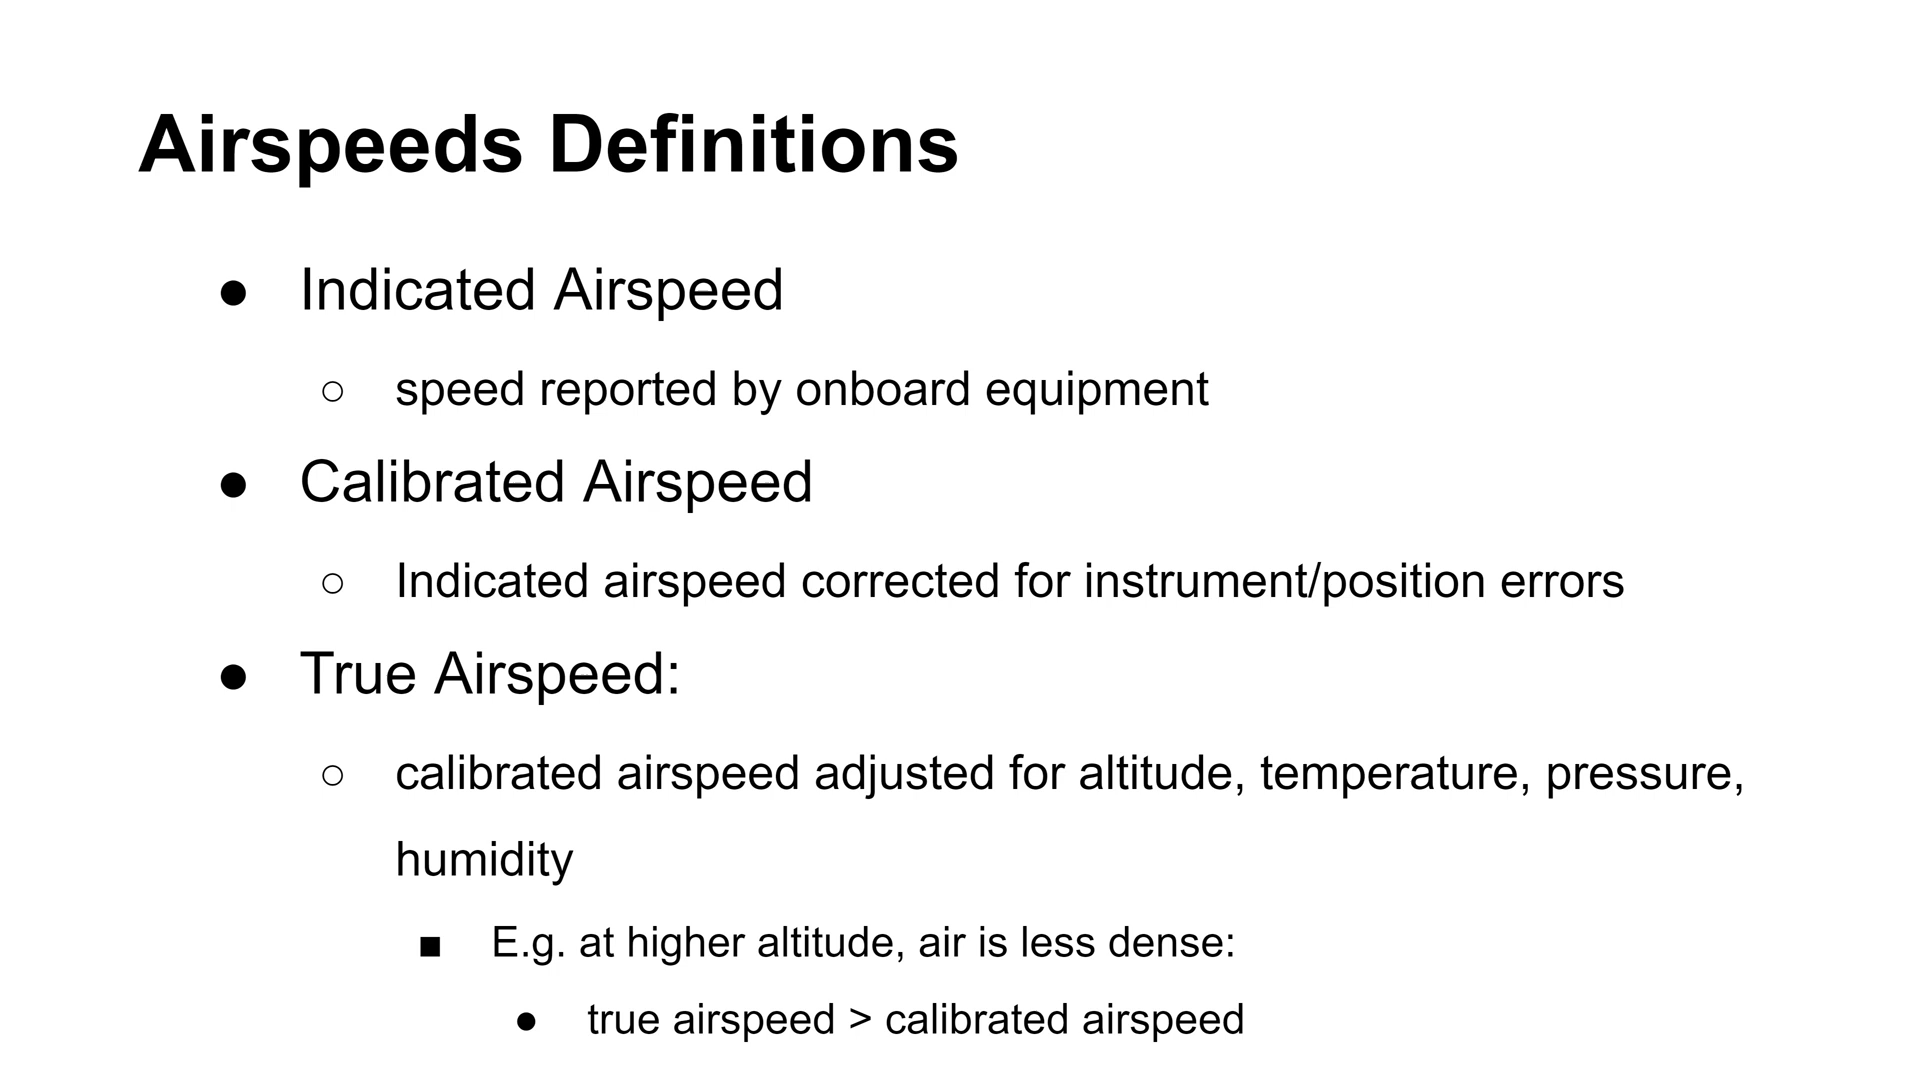 Airspeeds Definitions
● Indicated Airspeed
○ speed reported by onboard equipment
● Calibrated Airspeed
○ Indicated airspeed corrected for instrument/position errors
● True Airspeed:
○ calibrated airspeed adjusted for altitude, temperature, pressure,
humidity
■ E.g. at higher altitude, air is less dense:
● true airspeed > calibrated airspeed